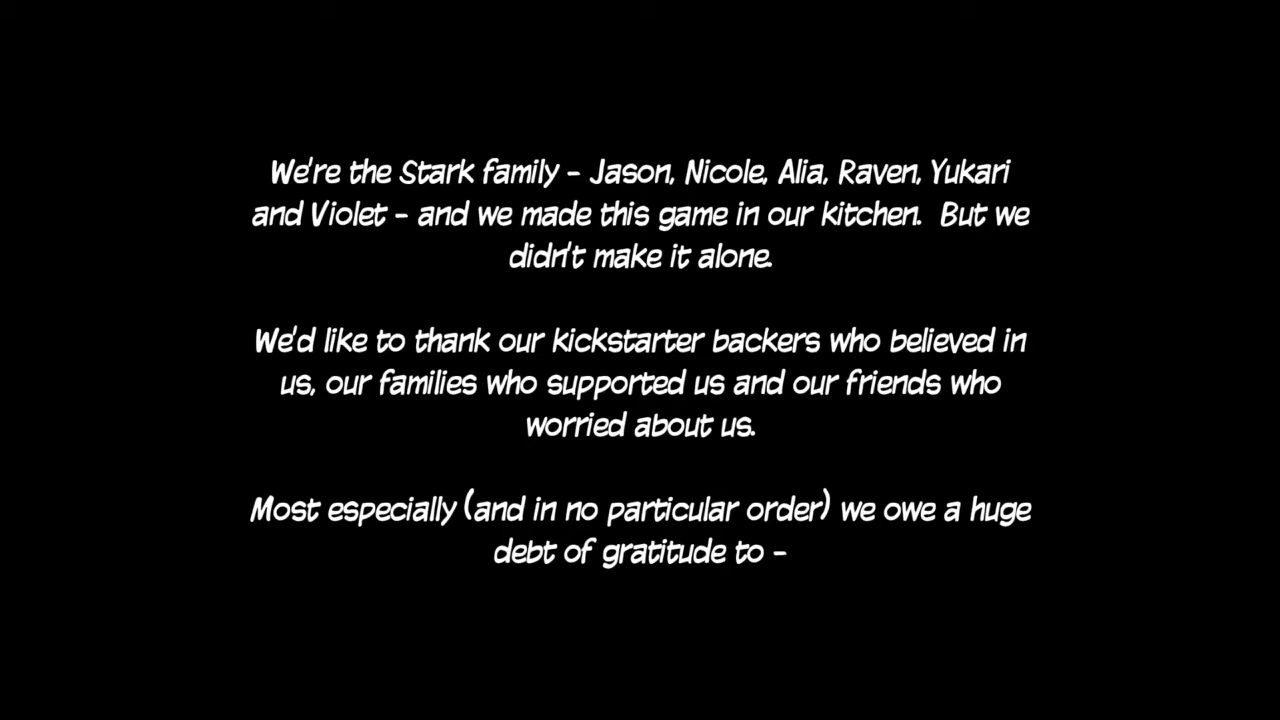 We're the Stark family - Jason, Nicole, Alia, Raven, Yukari
and Violet - and we made this game in our kitchen.  But we
didn't make it alone.
We'd like to thank our kickstarter backers who believed in
us, our families who supported us and our friends who
worried about us.
Most especially (and in no particular order) we owe a huge
debt of gratitude to -